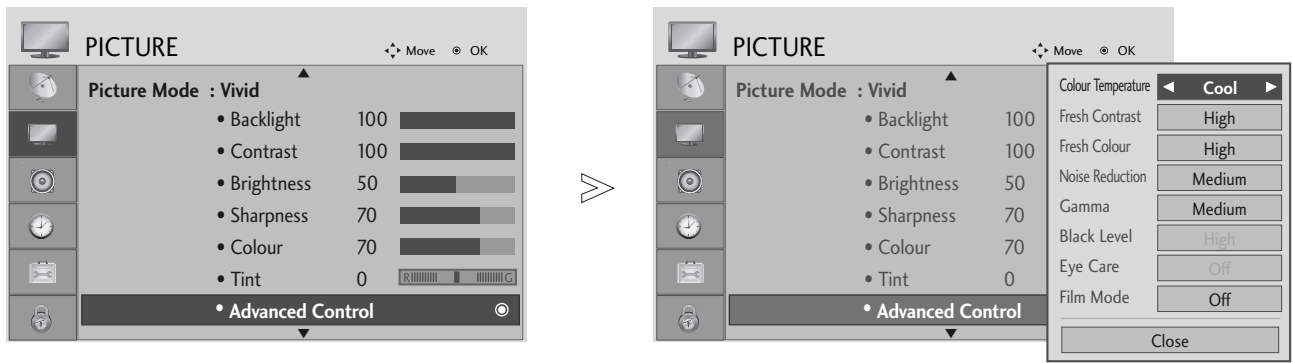 PICTURE
Move OK
Picture Mode : Vivid
• Backlight 100
• Contrast 100
• Brightness 50
• Sharpness 70
• Colour 70
• Tint 0 R G
• Advanced Control
PICTURE
Move OK
Picture Mode : Vivid
• Backlight 100
• Contrast 100
• Brightness 50
• Sharpness 70
• Colour 70
• Tint 0
• Advanced Control
Colour Temperature Cool
Fresh Contrast High
Fresh Colour High
Noise Reduction Medium
Gamma Medium
Black Level High
Eye Care Off
Film Mode Off
Close